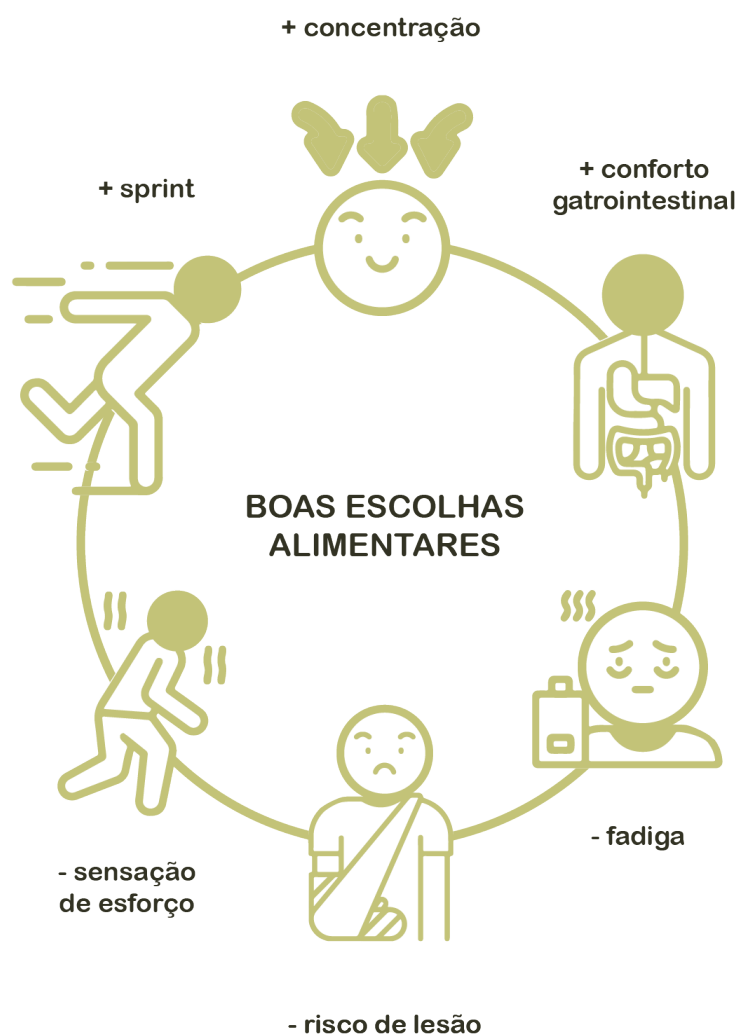 + concentração
+ sprint
+ conforto
gatrointestinal
BOAS ESCOLHAS
ALIMENTARES
- fadiga
- sensação
de esforço
- risco de lesão